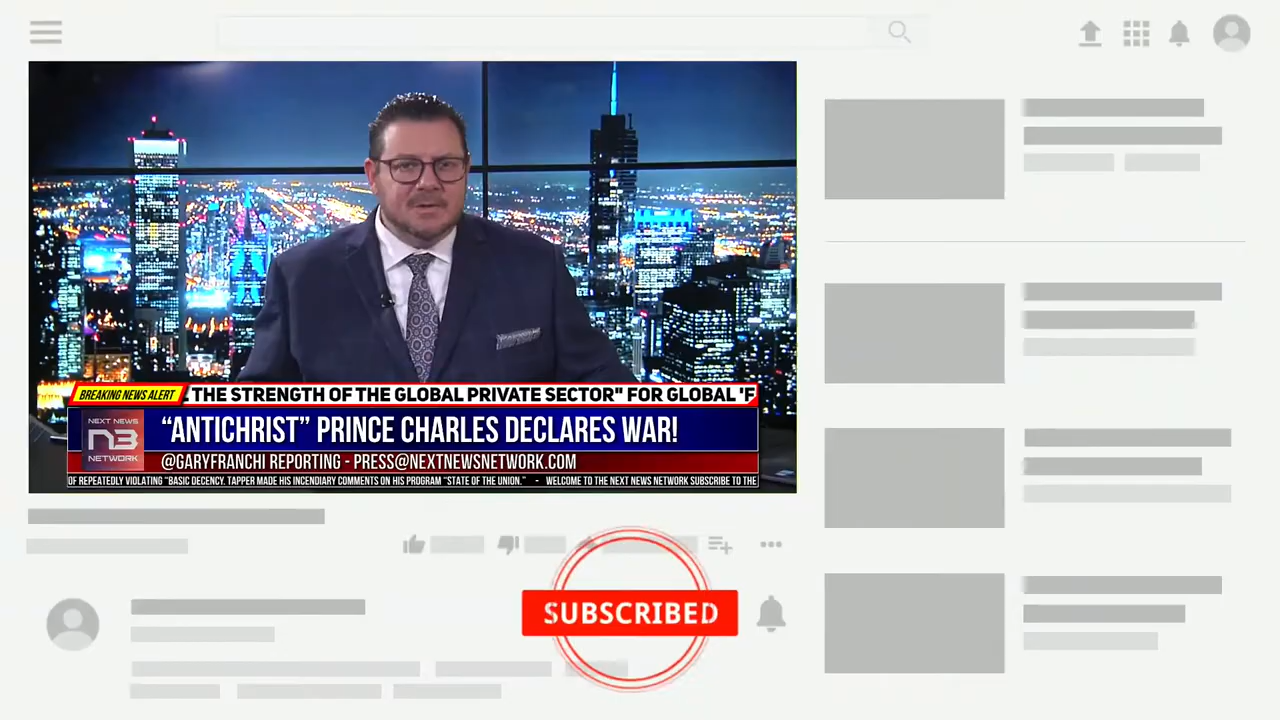 BREAKING NEWS ALERT
. THE STRENGTH OF THE GLOBAL PRIVATE SECTOR" FOR GLOBAL 'F
NEXT NEWS
n3
NETWORK
“ANTICHRIST” PRINCE CHARLES DECLARES WAR!
@GARYFRANCHI REPORTING - PRESS@NEXTNEWSNETWORK.COM
OF REPEATEDLY VIOLATING "BASIC DECENCY. TAPPER MADE HIS INCENDIARY COMMENTS ON HIS PROGRAM "STATE OF THE UNION." - WELCOME TO THE NEXT NEWS NETWORK SUBSCRIBE TO THE
SUBSCRIBED